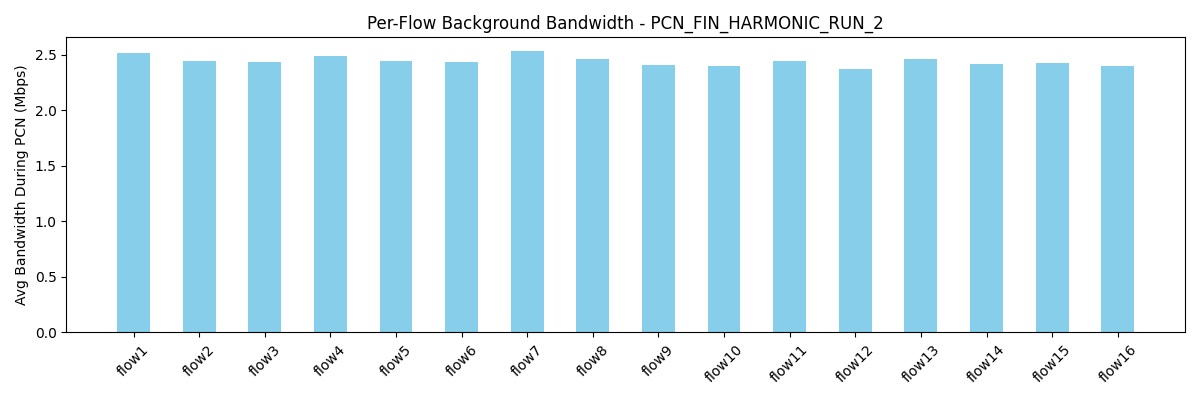 Per-Flow Background Bandwidth - PCN_FIN_HARMONIC_RUN_2
Avg Bandwidth During PCN (Mbps)
2.5
2.0
1.5
1.0
0.5
0.0
flow1
flow2
flow3
flow4
flow5
flow6
flow7
flow8
flow9
flow10
flow11
flow12
flow13
flow14
flow15
flow16